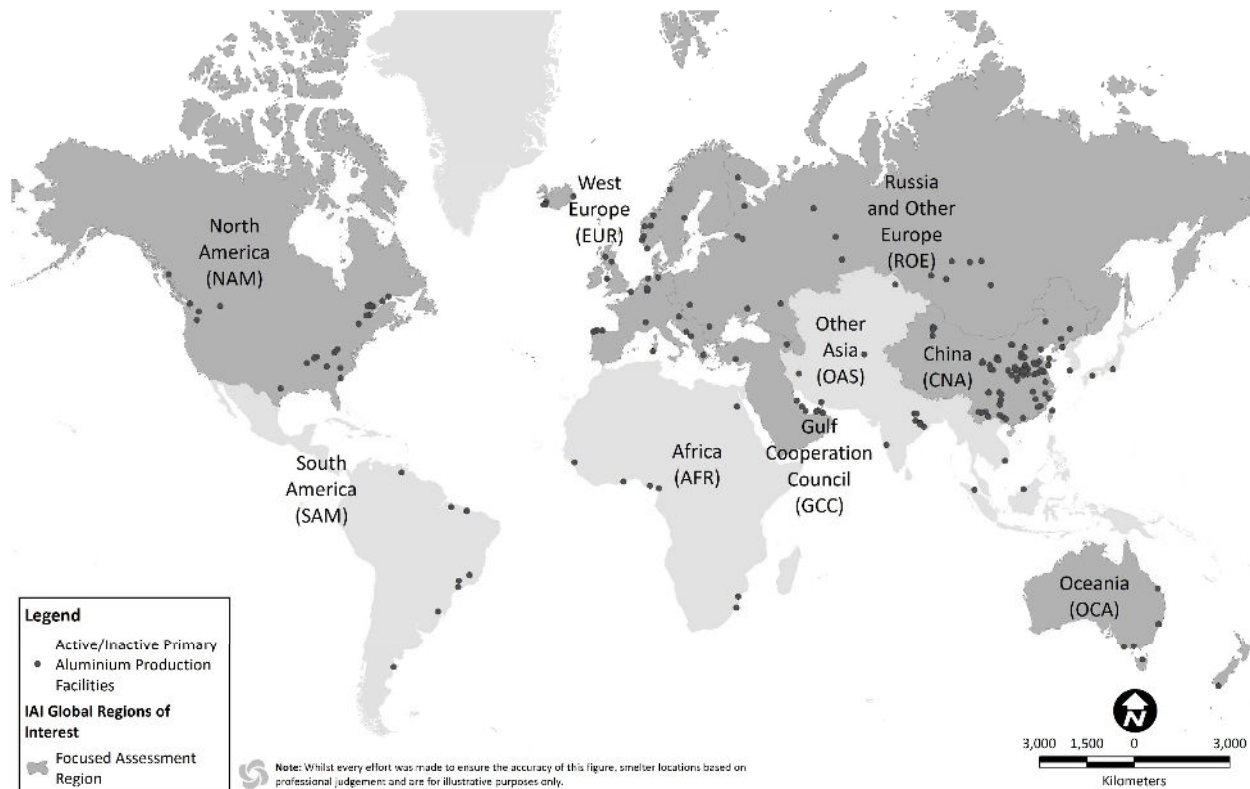 North
America
(NAM)
West
Europe
(EUR)
Russia
and Other
Europe
(ROE)
Other
Asia
(OAS)
China
(CNA)
South
America
(SAM)
Africa
(AFR)
Gulf
Cooperation
Council
(GCC)
Oceania
(OCA)
Legend
Active/Inactive Primary
Aluminium Production
Facilities
IAI Global Regions of
Interest
Focused Assessment
Region
Note: Whilst every effort was made to ensure the accuracy of this figure, smelter locations based on
professional judgement and are for illustrative purposes only.
N
3,000 1,500 0 3,000
Kilometers